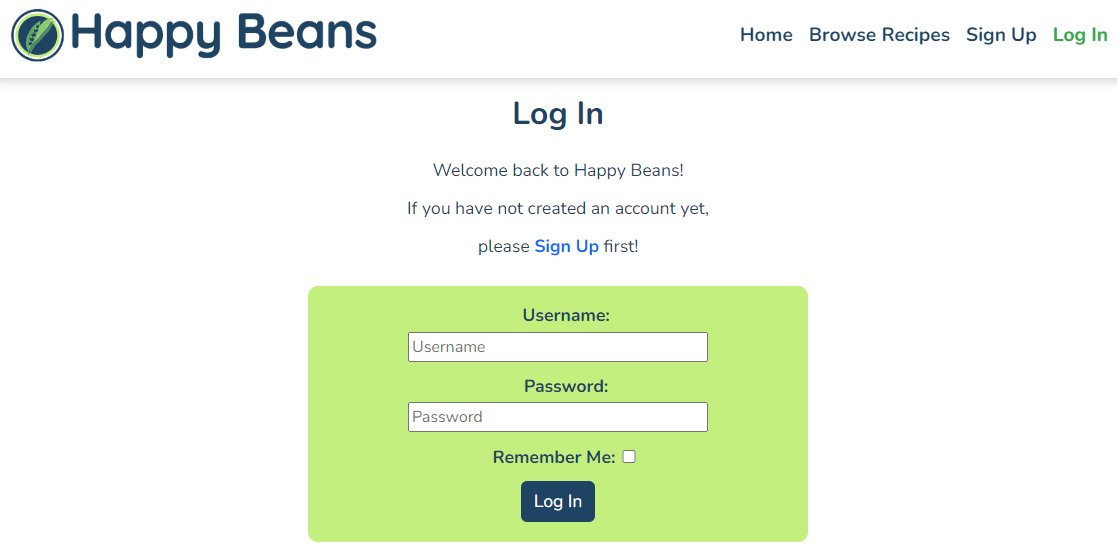 Happy Beans
Home Browse Recipes Sign Up Log In
Log In
Welcome back to Happy Beans!
If you have not created an account yet,
please Sign Up first!
Username:
Username
Password:
Password
Remember Me:
Log In